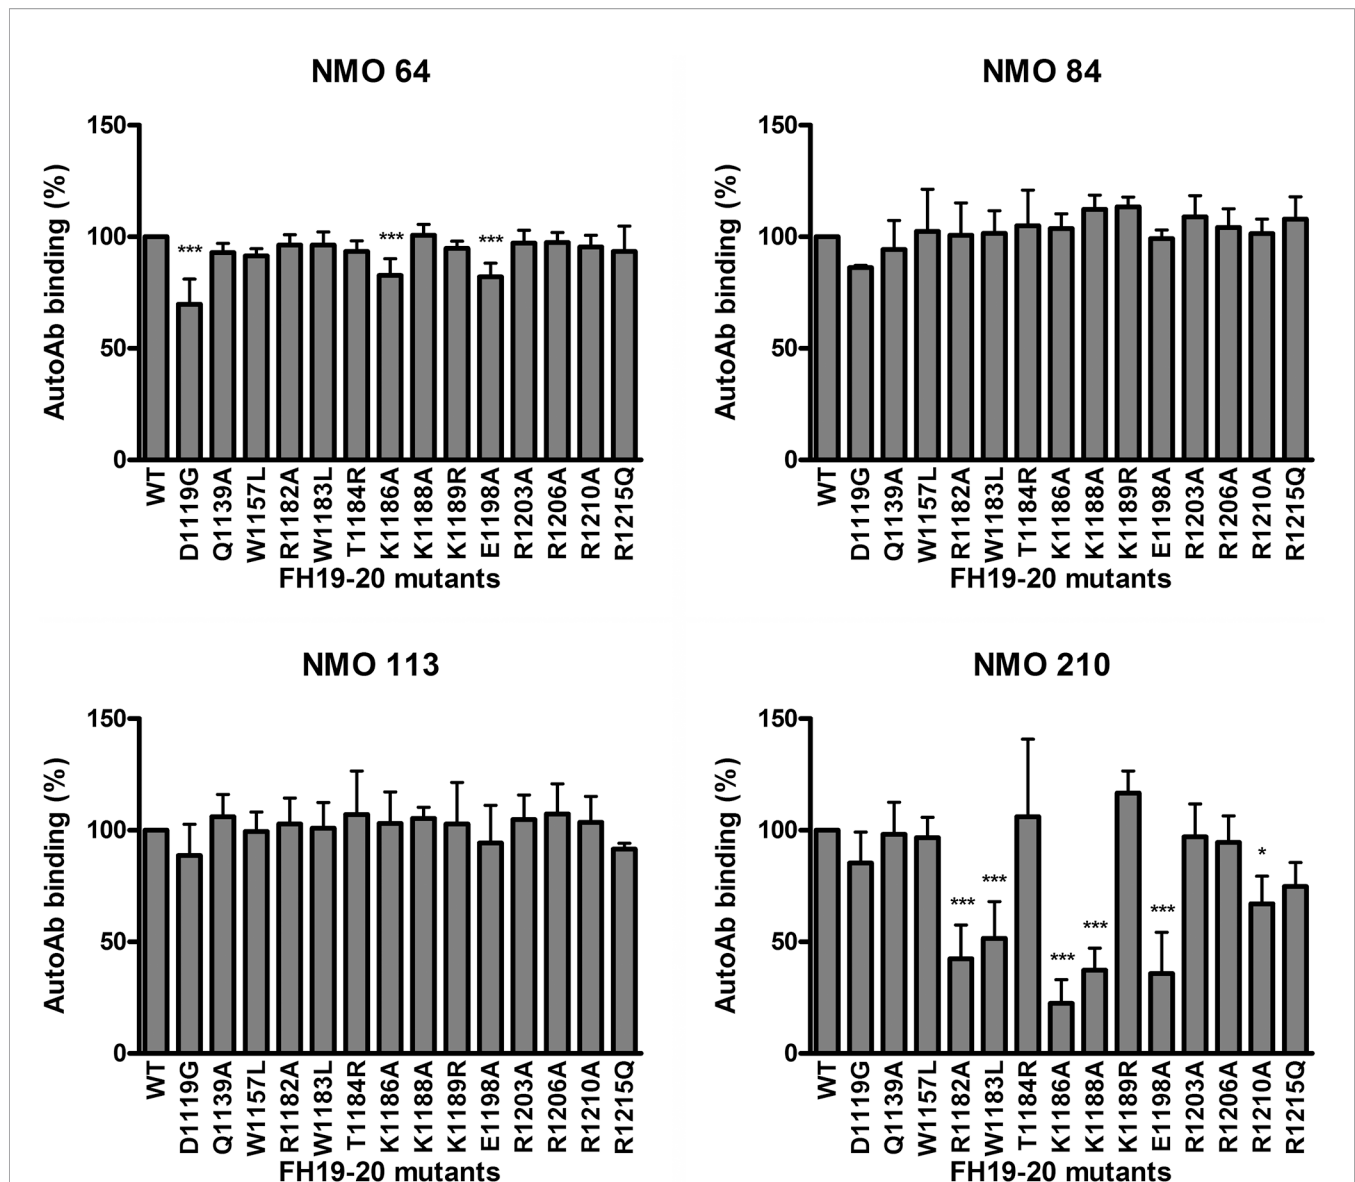 NMO 64
150
100
50
0
AutoAb binding (%)
***
***
***
WT
D1119G
Q1139A
W1157L
R1182A
W1183L
T1184R
K1186A
K1188A
K1189R
E1198A
R1203A
R1206A
R1210A
R1215Q
FH19-20 mutants
NMO 84
150
100
50
0
AutoAb binding (%)
WT
D1119G
Q1139A
W1157L
R1182A
W1183L
T1184R
K1186A
K1188A
K1189R
E1198A
R1203A
R1206A
R1210A
R1215Q
FH19-20 mutants
NMO 113
150
100
50
0
AutoAb binding (%)
WT
D1119G
Q1139A
W1157L
R1182A
W1183L
T1184R
K1186A
K1188A
K1189R
E1198A
R1203A
R1206A
R1210A
R1215Q
FH19-20 mutants
NMO 210
150
100
50
0
AutoAb binding (%)
***
***
***
***
***
*
WT
D1119G
Q1139A
W1157L
R1182A
W1183L
T1184R
K1186A
K1188A
K1189R
E1198A
R1203A
R1206A
R1210A
R1215Q
FH19-20 mutants